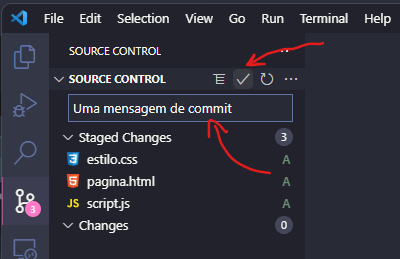 File Edit Selection View Go Run Terminal Help
SOURCE CONTROL
SOURCE CONTROL
Uma mensagem de commit
Staged Changes 3
estilo.css A
pagina.html A
JS script.js A
3
Changes 0